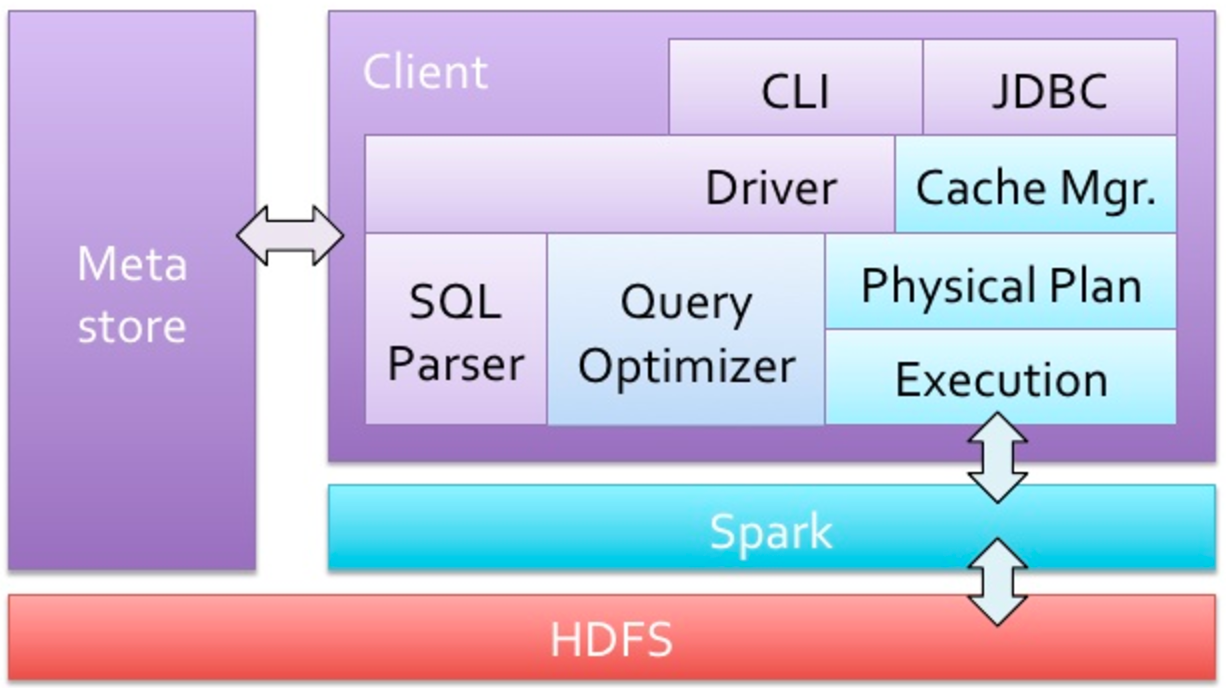 Client
CLI
JDBC
Driver
Cache Mgr.
Meta
store
SQL
Parser
Query
Optimizer
Physical Plan
Execution
Spark
HDFS